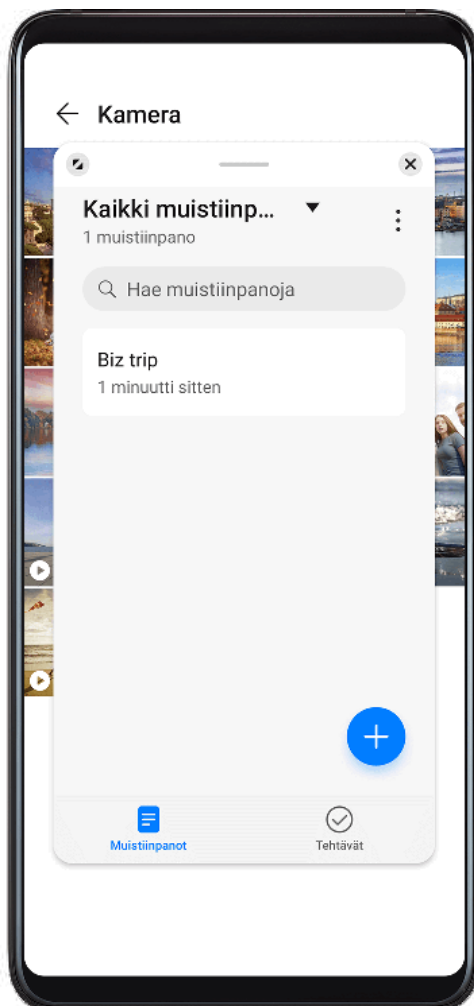 Kamera
Kaikki muistiinp...
1 muistiinpano
Hae muistiinpanoja
Biz trip
1 minuutti sitten
Muistiinpanot
Tehtävät